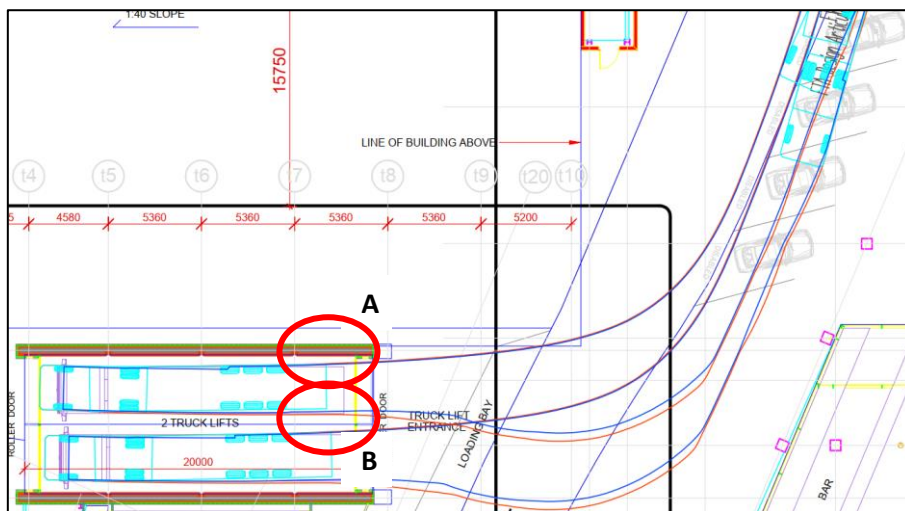 1:40 SLOPE
15750
LINE OF BUILDING ABOVE
t4 t5 t6 t7 t8 t9 t20 t10
5 4580 5360 5360 5360 5360 5200
A
ROLLER DOOR
2 TRUCK LIFTS
TRUCK LIFT
ENTRANCE
LOADING BAY
20000
B
BAR